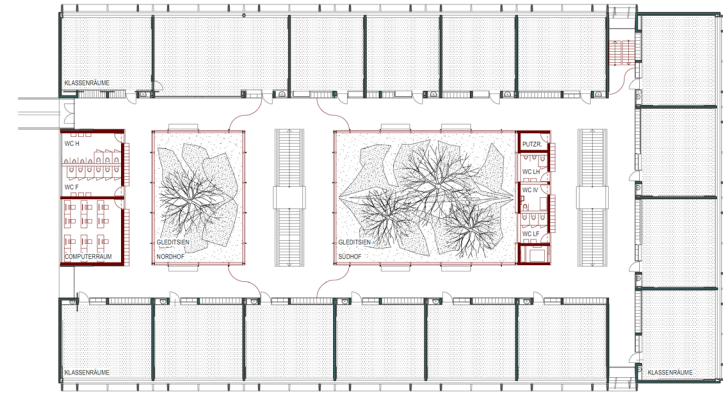 KLASSENRÄUME
WC H
WC F
COMPUTERRAUM
GLEDITSIEN
NORDHOF
GLEDITSIEN
SÜDHOF
PUTZR.
WC LH
WC IV
WC LF
KLASSENRÄUME
KLASSENRÄUME